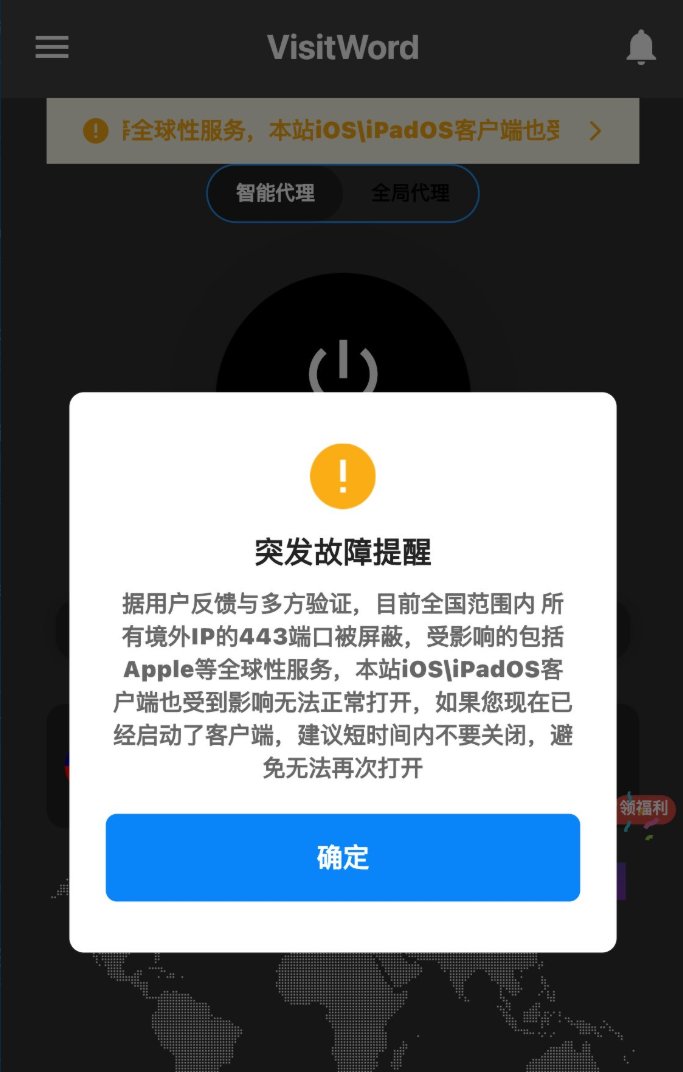 VisitWord
等全球性服务，本站iOS\iPadOS客户端也受
智能代理 全局代理
突发故障提醒
据用户反馈与多方验证，目前全国范围内 所
有境外IP的443端口被屏蔽，受影响的包括
Apple等全球性服务，本站iOS\iPadOS客
户端也受到影响无法正常打开，如果您现在已
经启动了客户端，建议短时间内不要关闭，避
免无法再次打开
领福利
确定